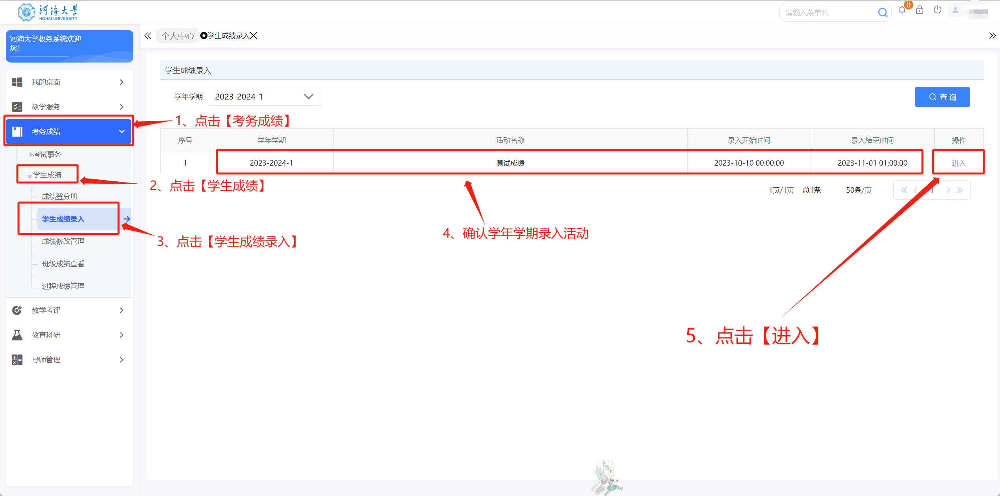 河海大学
HOHAI UNIVERSITY
请输入菜单名
0
河海大学教务系统欢迎
您!
个人中心
学生成绩录入
我的桌面
教学服务
考务成绩
考试事务
学生成绩
成绩登分册
学生成绩录入
成绩修改管理
班级成绩查看
过程成绩管理
教学考评
教育科研
导师管理
学生成绩录入
学年学期 2023-2024-1 查 询
1、点击【考务成绩】
序号 学年学期 活动名称 录入开始时间 录入结束时间 操作
1 2023-2024-1 测试成绩 2023-10-10 00:00:00 2023-11-01 01:00:00 进入
2、点击【学生成绩】
1页/1页 总1条 50条/页 1
3、点击【学生成绩录入】
4、确认学年学期录入活动
5、点击【进入】